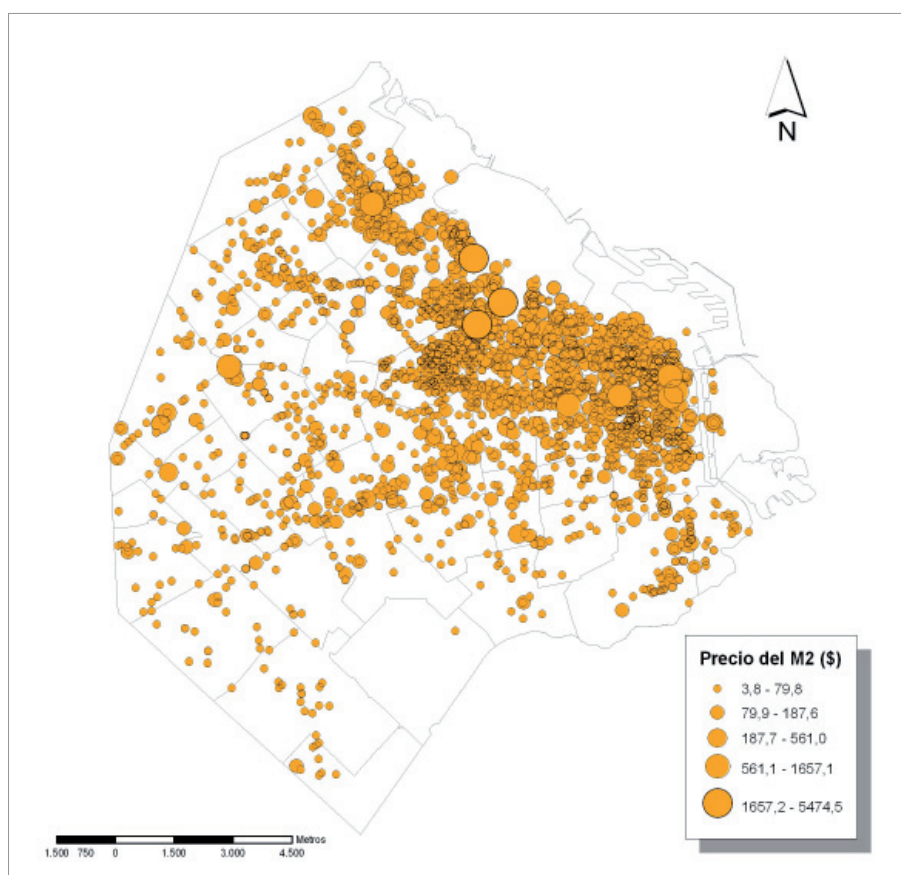 N
Precio del M2 ($)
3,8 - 79,8
79,9 - 187,6
187,7 - 561,0
561,1 - 1657,1
1657,2 - 5474,5
Metros
1.500 750 0 1.500 3.000 4.500